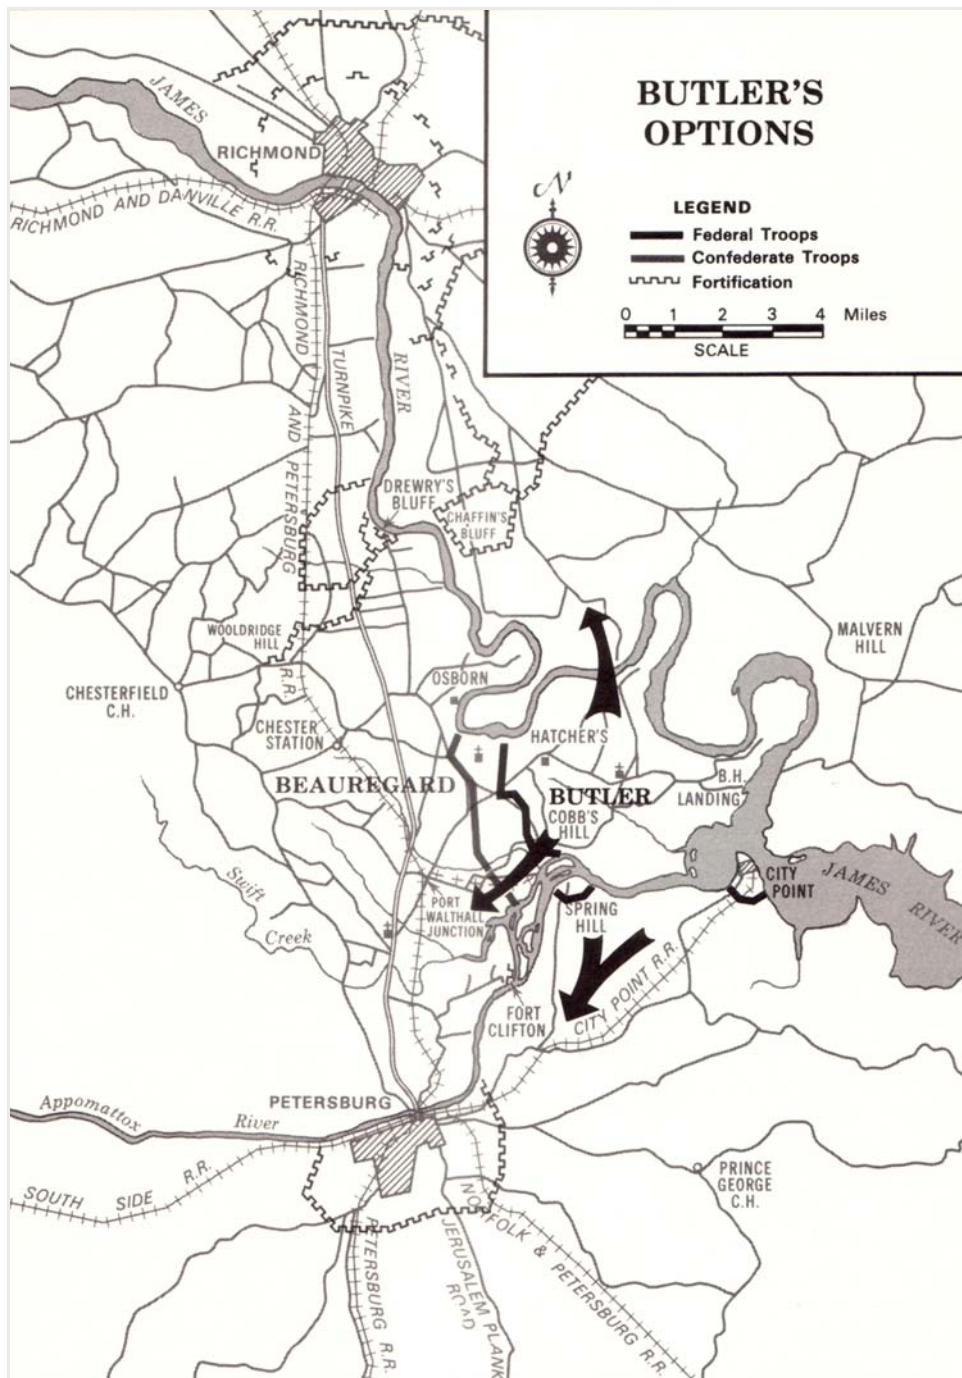 BUTLER'S
OPTIONS
N
LEGEND
Federal Troops
Confederate Troops
Fortification
0 1 2 3 4 Miles
SCALE
JAMES
RICHMOND
RICHMOND AND DANVILLE R.R.
RICHMOND
AND PETERSBURG
R.R.
TURNPIKE
RIVER
DREWRY'S
BLUFF
CHAFFIN'S
BLUFF
WOOLDRIDGE
HILL
MALVERN
HILL
CHESTERFIELD
C.H.
OSBORN
CHESTER
STATION
HATCHER'S
BEAUREGARD
BUTLER
B.H.
LANDING
COBB'S
HILL
CITY
POINT
JAMES
RIVER
Swift
Creek
PORT
WALTHALL
JUNCTION
SPRING
HILL
FORT
CLIFTON
CITY POINT R.R.
Appomattox
River
PETERSBURG
SOUTH SIDE R.R.
PRINCE
GEORGE
C.H.
PETERSBURG R.R.
JERUSALEM PLANK
ROAD
NORFOLK & PETERSBURG R.R.